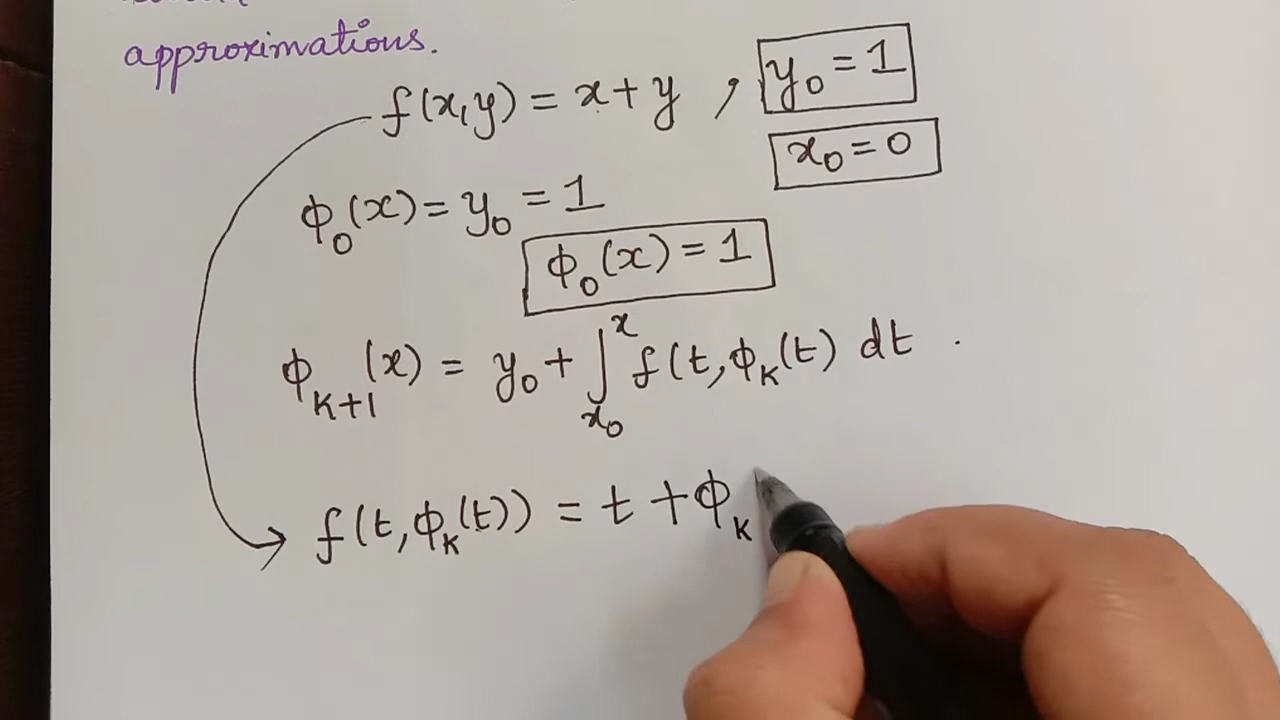 approximations.
f(x,y) = x + y , y₀ = 1
x₀ = 0
ϕ₀(x) = y₀ = 1
ϕ₀(x) = 1
ϕₖ₊₁(x) = y₀ + ∫ₓ₀ˣ f(t, ϕₖ(t) dt .
f(t, ϕₖ(t)) = t + ϕₖ